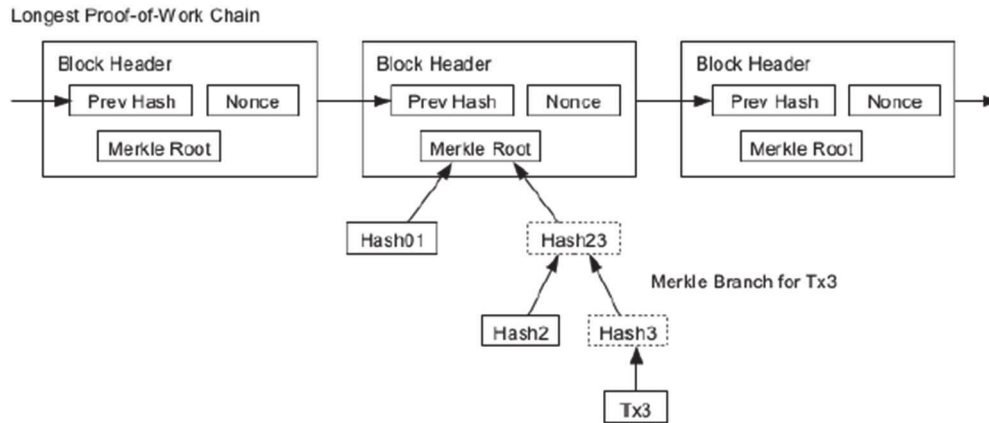 Longest Proof-of-Work Chain
Block Header
Block Header
Block Header
Prev Hash
Nonce
Prev Hash
Nonce
Prev Hash
Nonce
Merkle Root
Merkle Root
Merkle Root
Hash01
Hash23
Merkle Branch for Tx3
Hash2
Hash3
Tx3